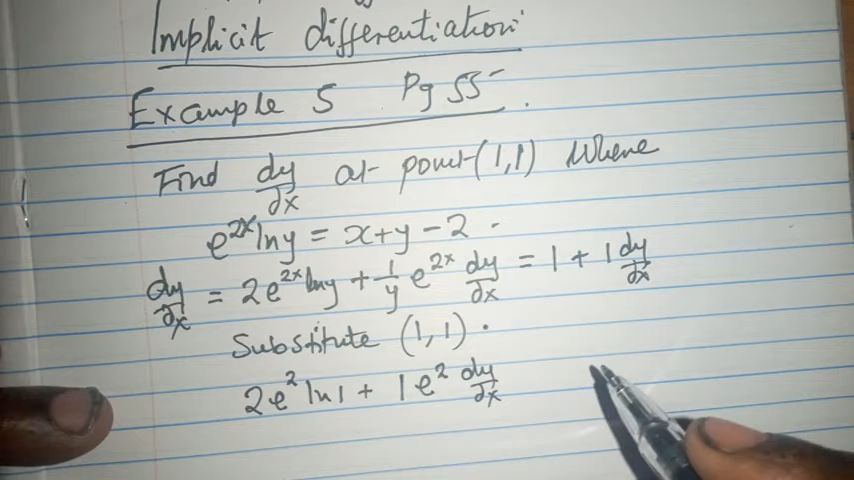 Implicit differentiation
Example 5 Pg 55
Find dy/dx at point (1,1) where
e^2x ln y = x+y-2.
dy/dx = 2e^2x ln y + 1/y e^2x dy/dx = 1 + 1 dy/dx
Substitute (1,1).
2e^2 ln 1 + 1e^2 dy/dx